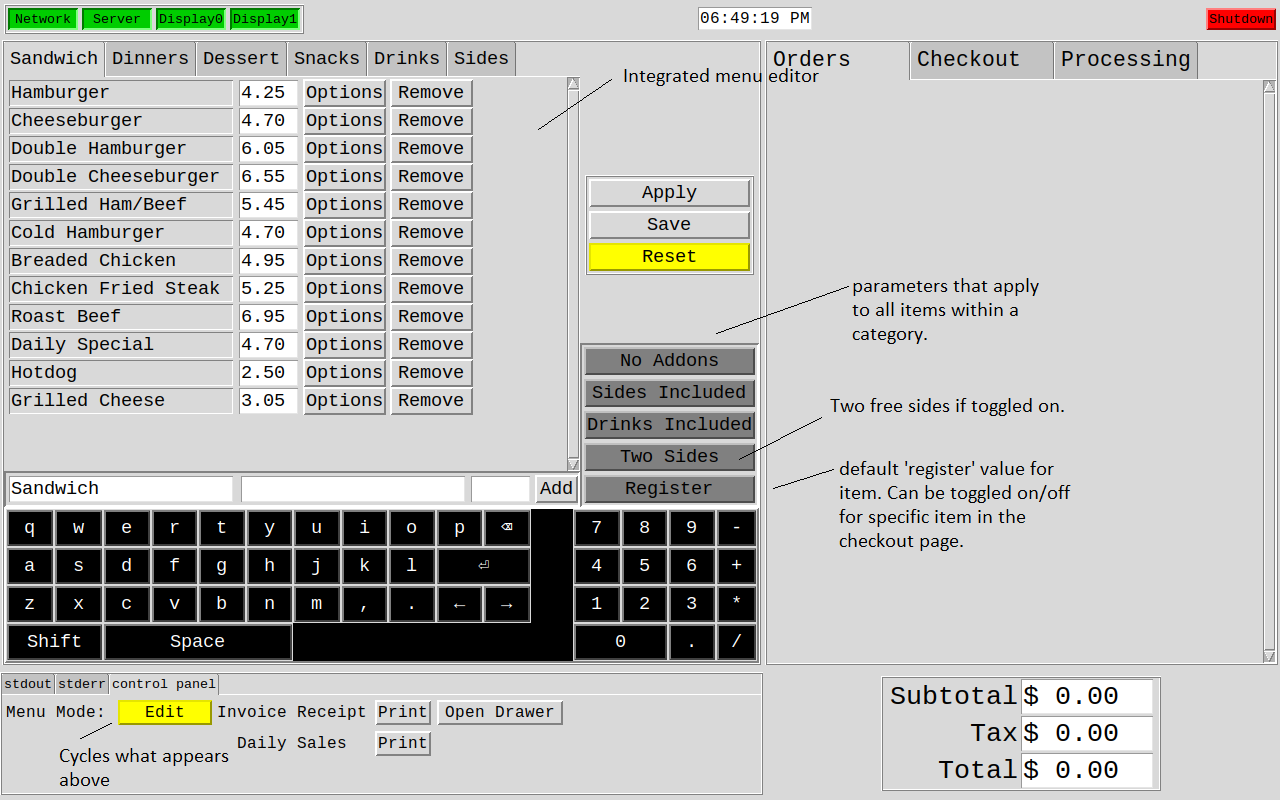 Network Server Display0 Display1 06:49:19 PM Shutdown
Sandwich Dinners Dessert Snacks Drinks Sides
Hamburger 4.25 Options Remove
Cheeseburger 4.70 Options Remove
Double Hamburger 6.05 Options Remove
Double Cheeseburger 6.55 Options Remove
Grilled Ham/Beef 5.45 Options Remove
Cold Hamburger 4.70 Options Remove
Breaded Chicken 4.95 Options Remove
Chicken Fried Steak 5.25 Options Remove
Roast Beef 6.95 Options Remove
Daily Special 4.70 Options Remove
Hotdog 2.50 Options Remove
Grilled Cheese 3.05 Options Remove
Sandwich Add
Integrated menu editor
Apply
Save
Reset
No Addons
Sides Included
Drinks Included
Two Sides
Register
Orders Checkout Processing
parameters that apply
to all items within a
category.
Two free sides if toggled on.
default 'register' value for
item. Can be toggled on/off
for specific item in the
checkout page.
q w e r t y u i o p ⌫ 7 8 9 -
a s d f g h j k l ⏎ 4 5 6 +
z x c v b n m , . ← → 1 2 3 *
Shift Space 0 . /
stdout stderr control panel
Menu Mode: Edit Invoice Receipt Print Open Drawer
Daily Sales Print
Cycles what appears
above
Subtotal $ 0.00
Tax $ 0.00
Total $ 0.00